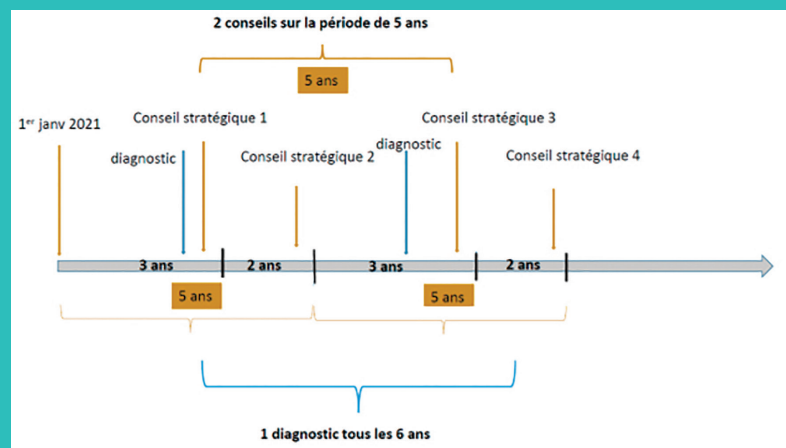 2 conseils sur la période de 5 ans
5 ans
1er janv 2021
Conseil stratégique 1
Conseil stratégique 3
diagnostic
diagnostic
Conseil stratégique 2
Conseil stratégique 4
3 ans
2 ans
3 ans
2 ans
5 ans
5 ans
1 diagnostic tous les 6 ans